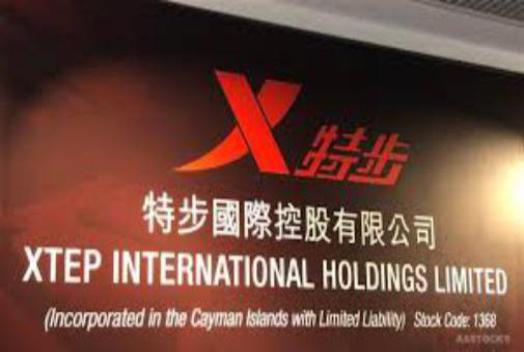 X 特步
特步國際控股有限公司
XTEP INTERNATIONAL HOLDINGS LIMITED
(Incorporated in the Cayman Islands with Limited Liability) Stock Code: 1368
AASTOCKS